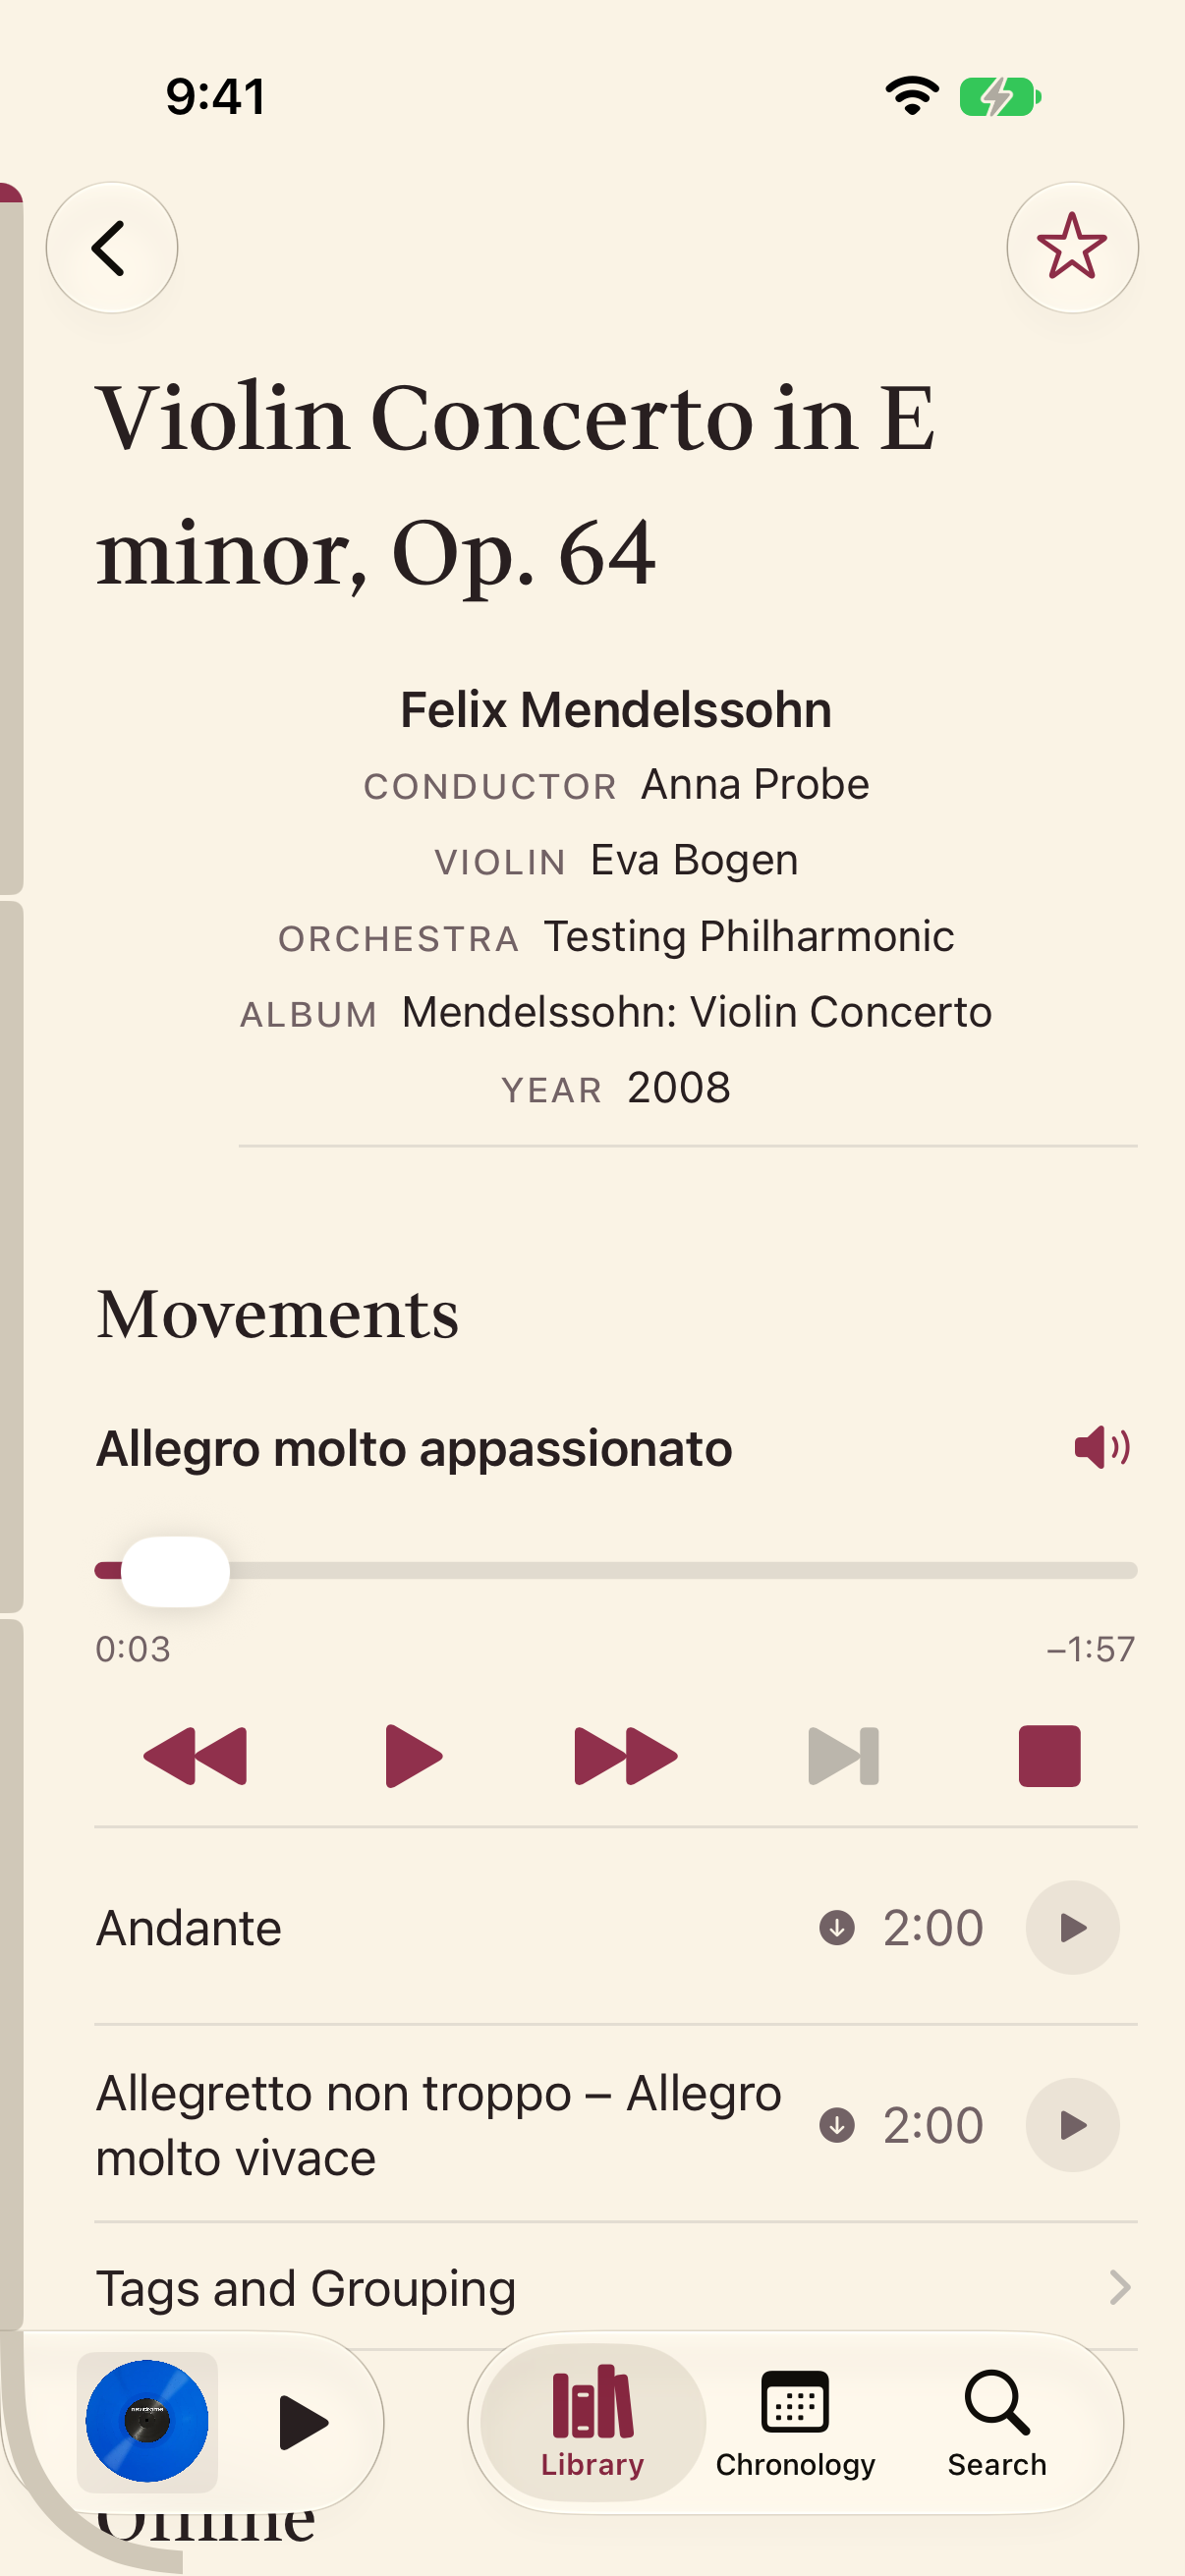 9:41
Violin Concerto in E
minor, Op. 64
Felix Mendelssohn
CONDUCTOR Anna Probe
VIOLIN Eva Bogen
ORCHESTRA Testing Philharmonic
ALBUM Mendelssohn: Violin Concerto
YEAR 2008
Movements
Allegro molto appassionato
0:03 –1:57
Andante 2:00
Allegretto non troppo – Allegro
molto vivace 2:00
Tags and Grouping
Library Chronology Search
Offline